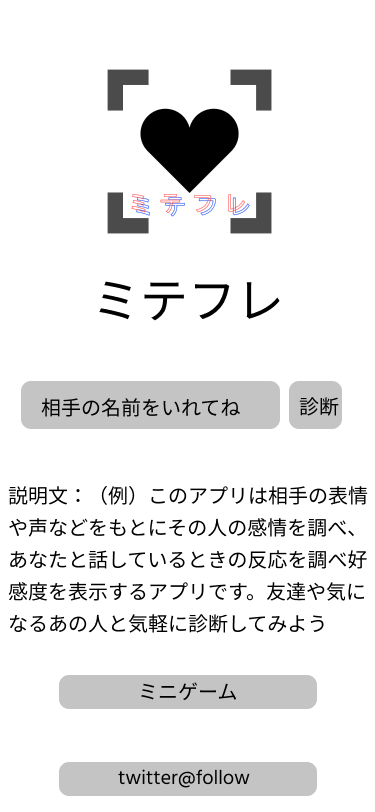 ミテフレ
ミテフレ
相手の名前をいれてね
診断
説明文：（例）このアプリは相手の表情
や声などをもとにその人の感情を調べ、
あなたと話しているときの反応を調べ好
感度を表示するアプリです。友達や気に
なるあの人と気軽に診断してみよう
ミニゲーム
twitter@follow